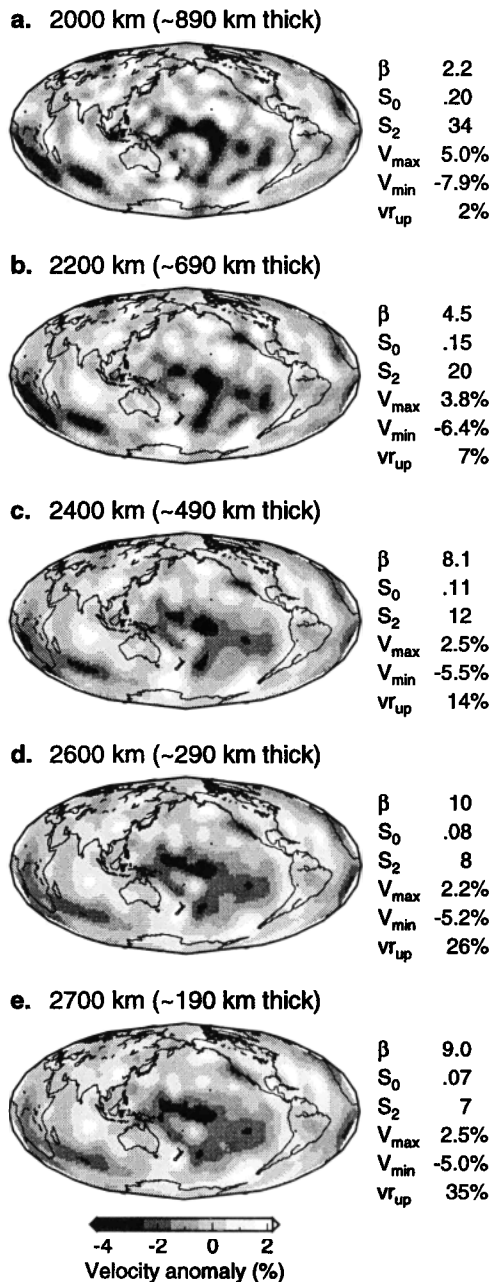 a. 2000 km (~890 km thick)
β 2.2
S0 .20
S2 34
Vmax 5.0%
Vmin -7.9%
vrup 2%
b. 2200 km (~690 km thick)
β 4.5
S0 .15
S2 20
Vmax 3.8%
Vmin -6.4%
vrup 7%
c. 2400 km (~490 km thick)
β 8.1
S0 .11
S2 12
Vmax 2.5%
Vmin -5.5%
vrup 14%
d. 2600 km (~290 km thick)
β 10
S0 .08
S2 8
Vmax 2.2%
Vmin -5.2%
vrup 26%
e. 2700 km (~190 km thick)
β 9.0
S0 .07
S2 7
Vmax 2.5%
Vmin -5.0%
vrup 35%
-4 -2 0 2
Velocity anomaly (%)